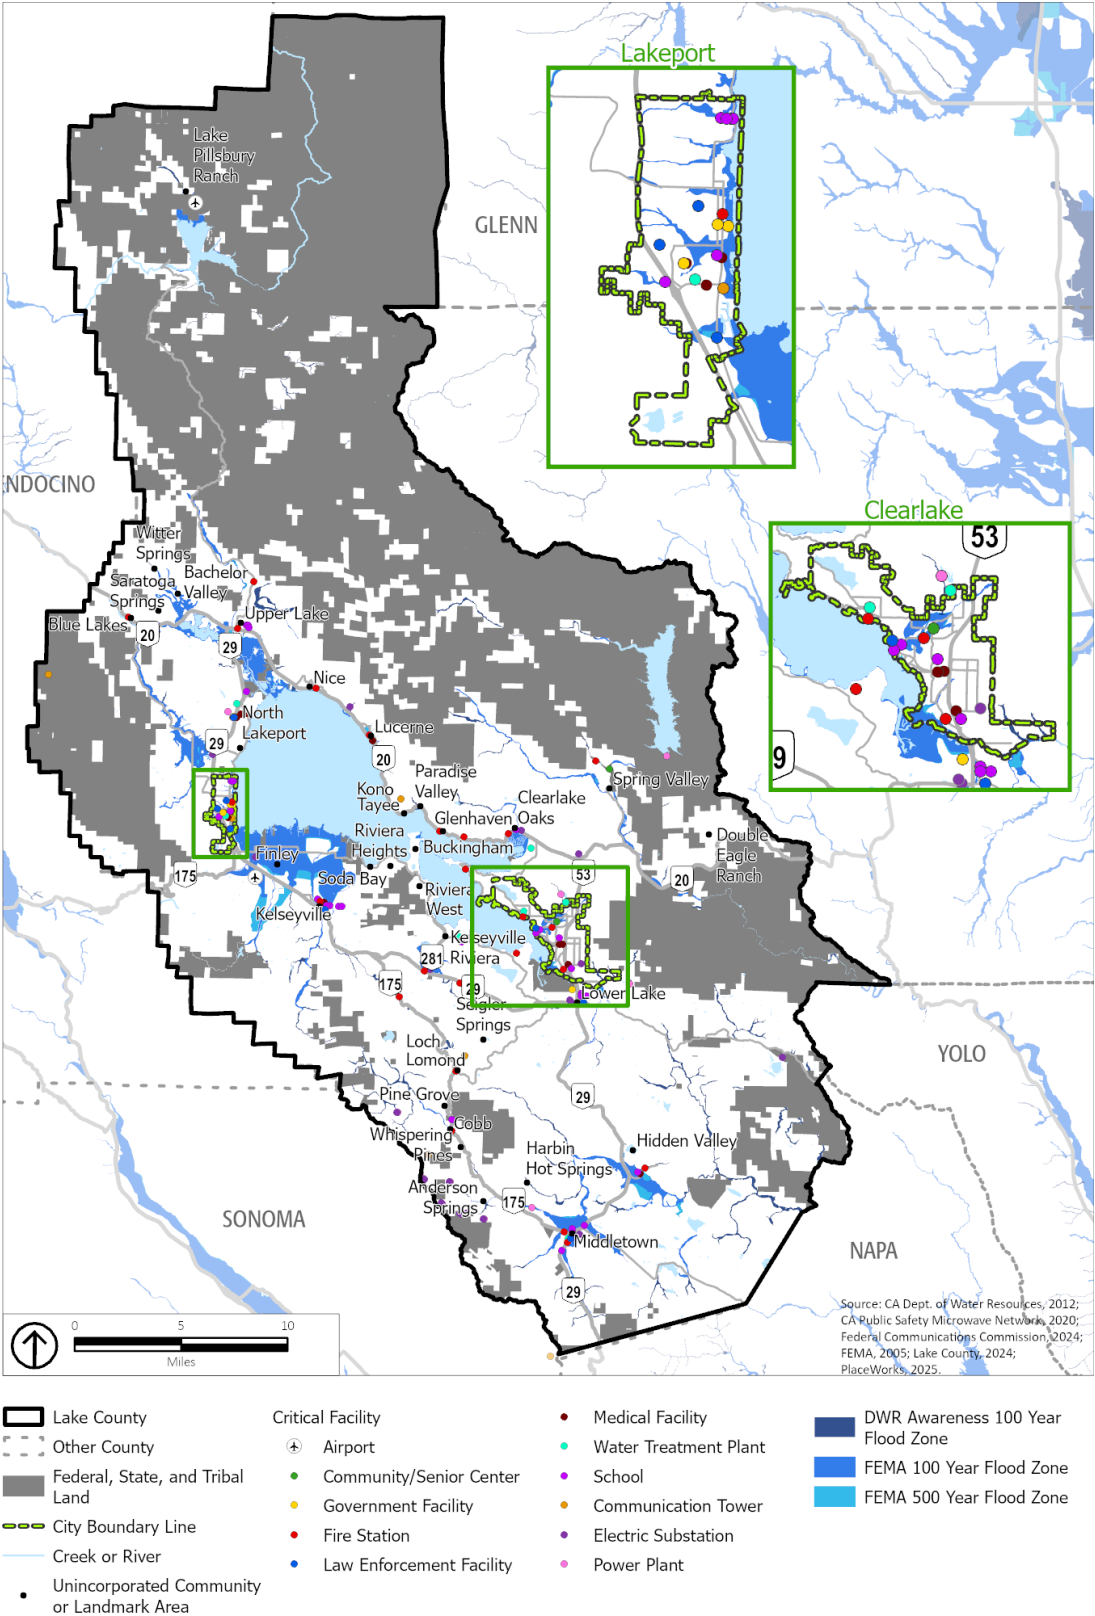 Lakeport
Lake
Pillsbury
Ranch
GLENN
NDOCINO
Clearlake
53
9
Witter
Springs
Bachelor
Valley
Saratoga
Springs
Blue Lakes
20
Upper Lake
29
Nice
North
Lakeport
29
Lucerne
20
Paradise
Valley
Spring Valley
Kono
Tayee
Clearlake
Oaks
Glenhaven
Riviera
Heights
Buckingham
Double
Eagle
Ranch
Finley
175
Soda Bay
53
20
Riviera
West
Kelseyville
Kelseyville
Riviera
281
175
29
Lower Lake
Seigler
Springs
Loch
Lomond
YOLO
Pine Grove
29
Cobb
Whispering
Pines
Harbin
Hot Springs
Hidden Valley
Anderson
Springs
175
SONOMA
Middletown
NAPA
29
Source: CA Dept. of Water Resources, 2012;
CA Public Safety Microwave Network, 2020;
Federal Communications Commission, 2024;
FEMA, 2005; Lake County, 2024;
PlaceWorks, 2025.
0 5 10
Miles
Lake County
Other County
Federal, State, and Tribal
Land
City Boundary Line
Creek or River
Unincorporated Community
or Landmark Area
Critical Facility
Airport
Community/Senior Center
Government Facility
Fire Station
Law Enforcement Facility
Medical Facility
Water Treatment Plant
School
Communication Tower
Electric Substation
Power Plant
DWR Awareness 100 Year
Flood Zone
FEMA 100 Year Flood Zone
FEMA 500 Year Flood Zone